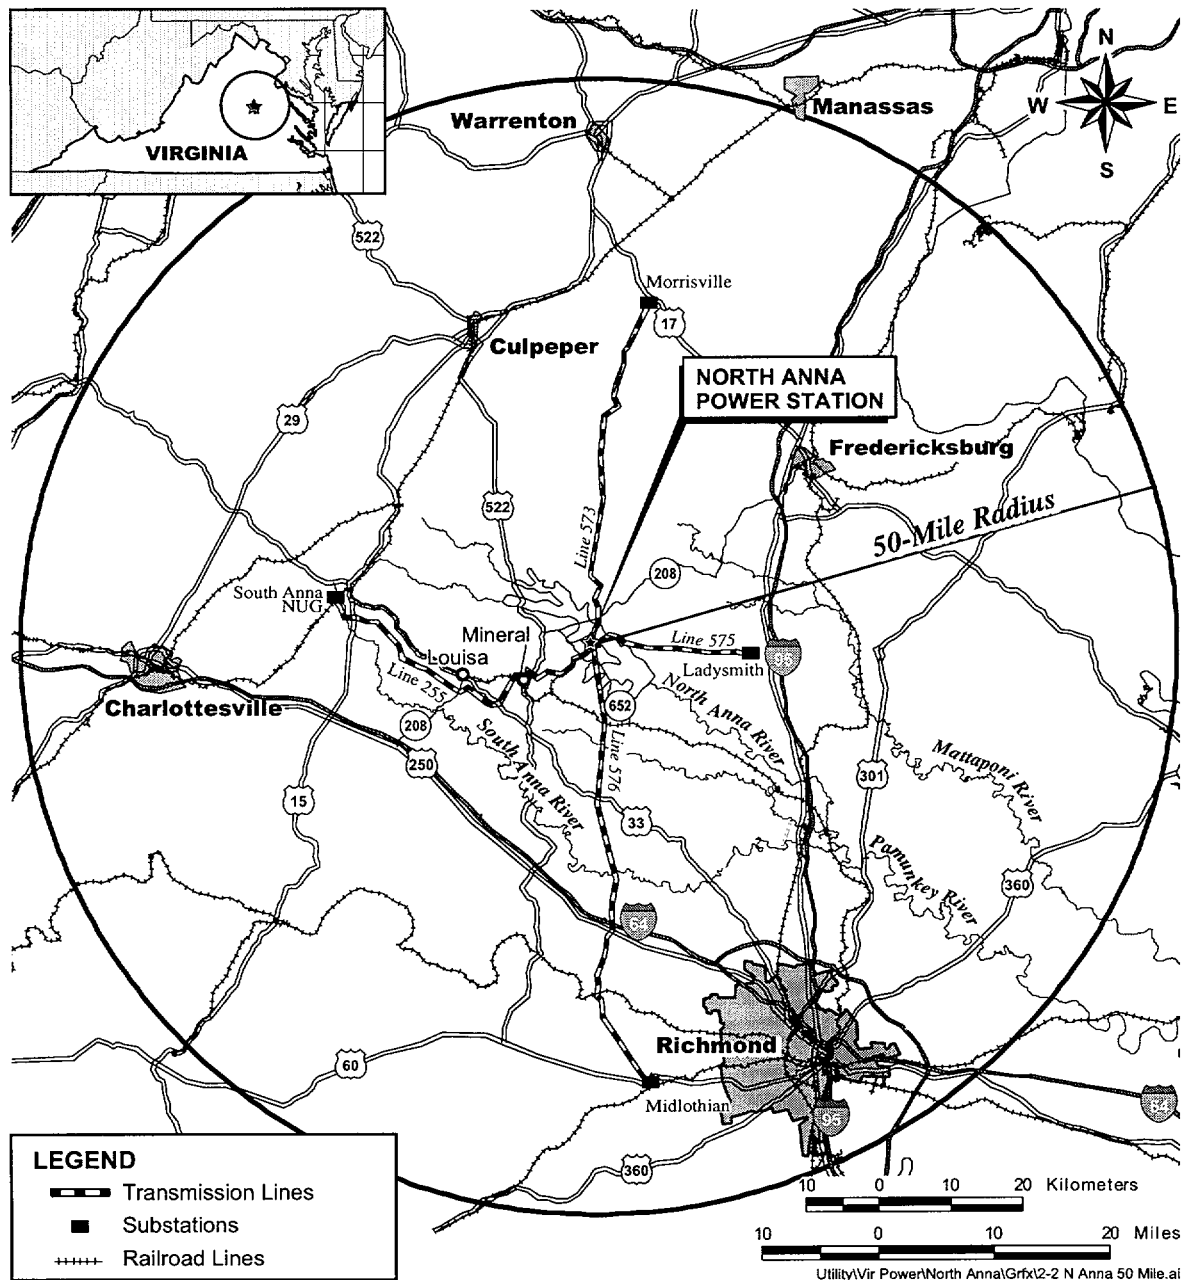 N
Manassas
Warrenton
W
E
VIRGINIA
S
522
Morrisville
17
Culpeper
NORTH ANNA
POWER STATION
29
Fredericksburg
522
50-Mile Radius
Line 573
208
South Anna
NUG
Mineral
Line 575
Louisa
95
Ladysmith
Line 255
North Anna River
Charlottesville
652
208
South Anna River
Line 576
250
Mattaponi River
301
15
33
Pamunkey River
360
64
Richmond
60
Midlothian
64
95
LEGEND
360
Transmission Lines
10 0 10 20 Kilometers
Substations
10 0 10 20 Miles
Railroad Lines
Utility\Vir Power\North Anna\Grfx\2-2 N Anna 50 Mile.ai